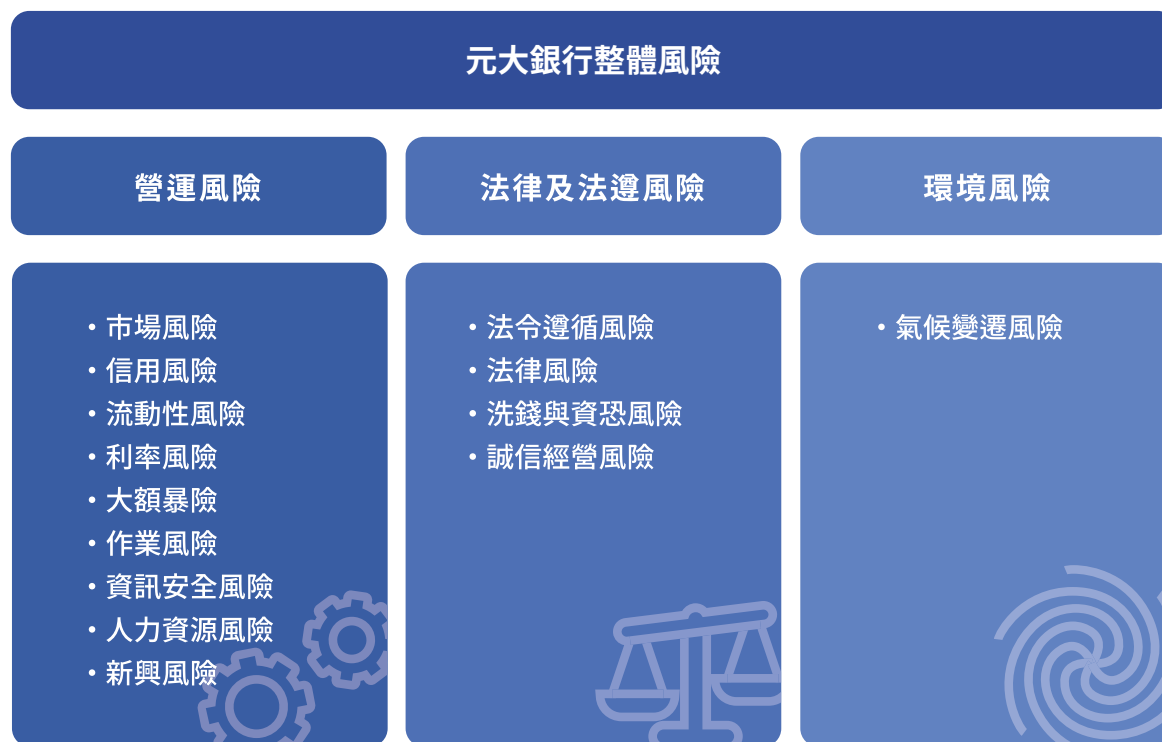 元大銀行整體風險
營運風險
法律及法遵風險
環境風險
・市場風險
・信用風險
・流動性風險
・利率風險
・大額暴險
・作業風險
・資訊安全風險
・人力資源風險
・新興風險
・法令遵循風險
・法律風險
・洗錢與資恐風險
・誠信經營風險
・氣候變遷風險